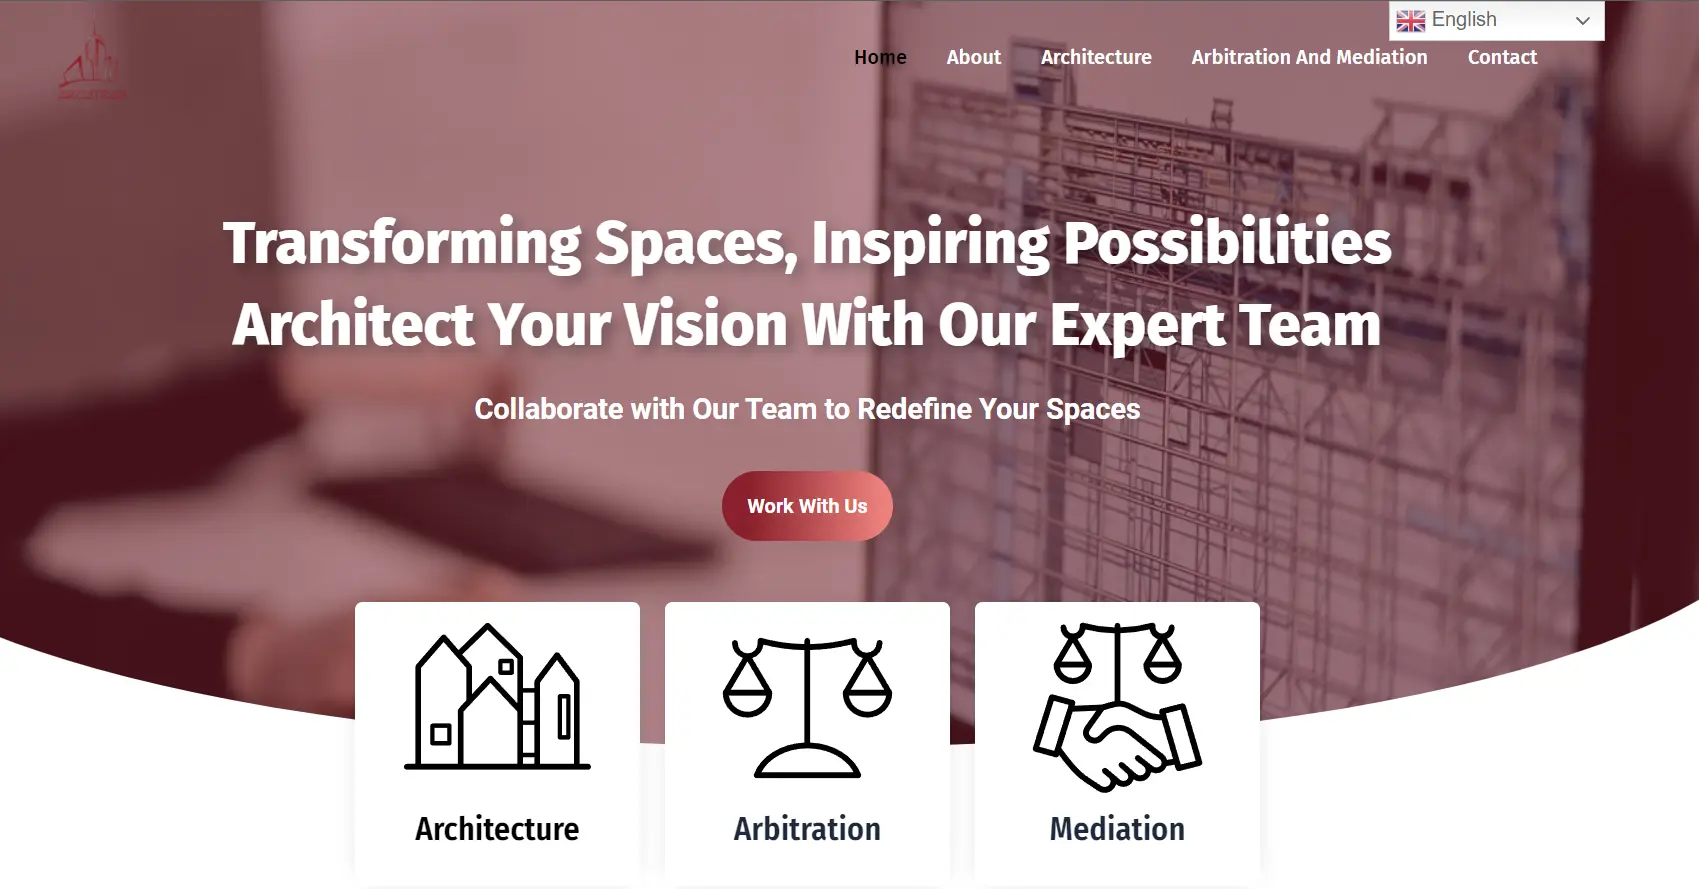 English
Home About Architecture Arbitration And Mediation Contact
Transforming Spaces, Inspiring Possibilities
Architect Your Vision With Our Expert Team
Collaborate with Our Team to Redefine Your Spaces
Work With Us
Architecture Arbitration Mediation